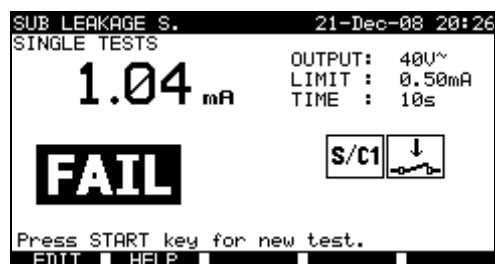 SUB LEAKAGE S. 21-Dec-08 20:26
SINGLE TESTS
1.04 mA
OUTPUT: 40V~
LIMIT : 0.50mA
TIME : 10s
S/C1
FAIL
Press START key for new test.
EDIT HELP